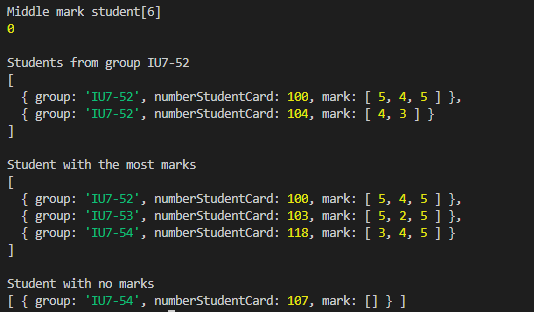 Middle mark student[6]
0
Students from group IU7-52
[
{ group: 'IU7-52', numberStudentCard: 100, mark: [ 5, 4, 5 ] },
{ group: 'IU7-52', numberStudentCard: 104, mark: [ 4, 3 ] }
]
Student with the most marks
[
{ group: 'IU7-52', numberStudentCard: 100, mark: [ 5, 4, 5 ] },
{ group: 'IU7-53', numberStudentCard: 103, mark: [ 5, 2, 5 ] },
{ group: 'IU7-54', numberStudentCard: 118, mark: [ 3, 4, 5 ] }
]
Student with no marks
[ { group: 'IU7-54', numberStudentCard: 107, mark: [] } ]